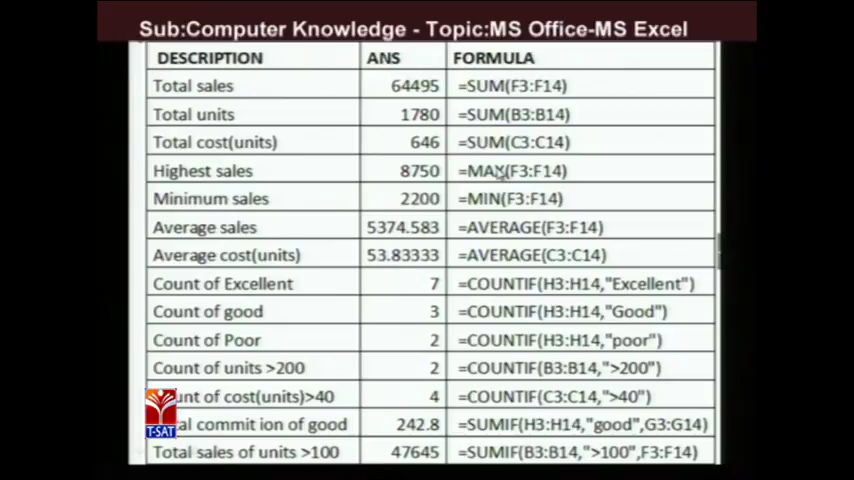 Sub:Computer Knowledge - Topic:MS Office-MS Excel
DESCRIPTION ANS FORMULA
Total sales 64495 =SUM(F3:F14)
Total units 1780 =SUM(B3:B14)
Total cost(units) 646 =SUM(C3:C14)
Highest sales 8750 =MAX(F3:F14)
Minimum sales 2200 =MIN(F3:F14)
Average sales 5374.583 =AVERAGE(F3:F14)
Average cost(units) 53.83333 =AVERAGE(C3:C14)
Count of Excellent 7 =COUNTIF(H3:H14,"Excellent")
Count of good 3 =COUNTIF(H3:H14,"Good")
Count of Poor 2 =COUNTIF(H3:H14,"poor")
Count of units >200 2 =COUNTIF(B3:B14,">200")
unt of cost(units)>40 4 =COUNTIF(C3:C14,">40")
al commit ion of good 242.8 =SUMIF(H3:H14,"good",G3:G14)
T-SAT
Total sales of units >100 47645 =SUMIF(B3:B14,">100",F3:F14)